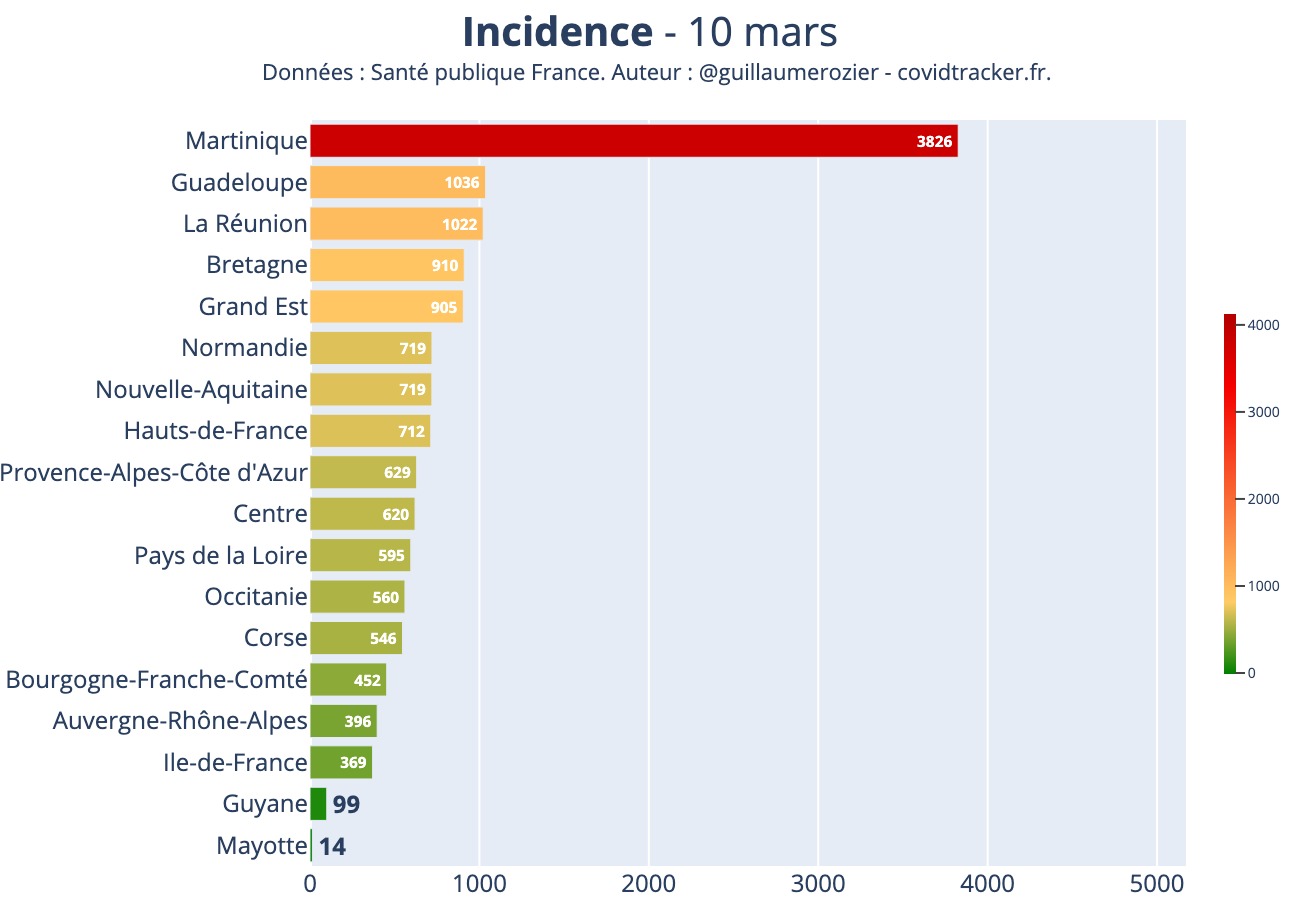 Incidence - 10 mars
Données : Santé publique France. Auteur : @guillaumerozier - covidtracker.fr.
Martinique 3826
Guadeloupe 1036
La Réunion 1022
Bretagne 910
Grand Est 905
Normandie 719
Nouvelle-Aquitaine 719
Hauts-de-France 712
Provence-Alpes-Côte d'Azur 629
Centre 620
Pays de la Loire 595
Occitanie 560
Corse 546
Bourgogne-Franche-Comté 452
Auvergne-Rhône-Alpes 396
Ile-de-France 369
Guyane 99
Mayotte 14
0 1000 2000 3000 4000 5000
4000
3000
2000
1000
0